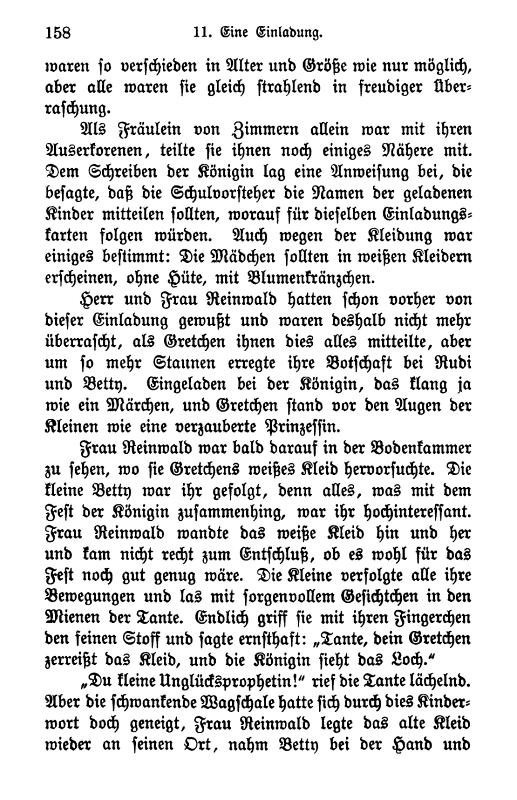 158 11. Eine Einladung.
waren so verschieden in Alter und Größe wie nur möglich,
aber alle waren sie gleich strahlend in freudiger Über-
raschung.
Als Fräulein von Zimmern allein war mit ihren
Auserkorenen, teilte sie ihnen noch einiges Nähere mit.
Dem Schreiben der Königin lag eine Anweisung bei, die
besagte, daß die Schulvorsteher die Namen der geladenen
Kinder mitteilen sollten, worauf für dieselben Einladungs-
karten folgen würden. Auch wegen der Kleidung war
einiges bestimmt: Die Mädchen sollten in weißen Kleidern
erscheinen, ohne Hüte, mit Blumenkränzchen.
Herr und Frau Reinwald hatten schon vorher von
dieser Einladung gewußt und waren deshalb nicht mehr
überrascht, als Gretchen ihnen dies alles mitteilte, aber
um so mehr Staunen erregte ihre Botschaft bei Rudi
und Betty. Eingeladen bei der Königin, das klang ja
wie ein Märchen, und Gretchen stand vor den Augen der
Kleinen wie eine verzauberte Prinzessin.
Frau Reinwald war bald darauf in der Bodenkammer
zu sehen, wo sie Gretchens weißes Kleid hervorsuchte. Die
kleine Betty war ihr gefolgt, denn alles, was mit dem
Fest der Königin zusammenhing, war ihr hochinteressant.
Frau Reinwald wandte das weiße Kleid hin und her
und kam nicht recht zum Entschluß, ob es wohl für das
Fest noch gut genug wäre. Die Kleine verfolgte alle ihre
Bewegungen und las mit sorgenvollem Gesichtchen in den
Mienen der Tante. Endlich griff sie mit ihren Fingerchen
den feinen Stoff und sagte ernsthaft: „Tante, dein Gretchen
zerreißt das Kleid, und die Königin sieht das Loch.“
„Du kleine Unglücksprophetin!“ rief die Tante lächelnd.
Aber die schwankende Wagschale hatte sich durch dies Kinder-
wort doch geneigt, Frau Reinwald legte das alte Kleid
wieder an seinen Ort, nahm Betty bei der Hand und